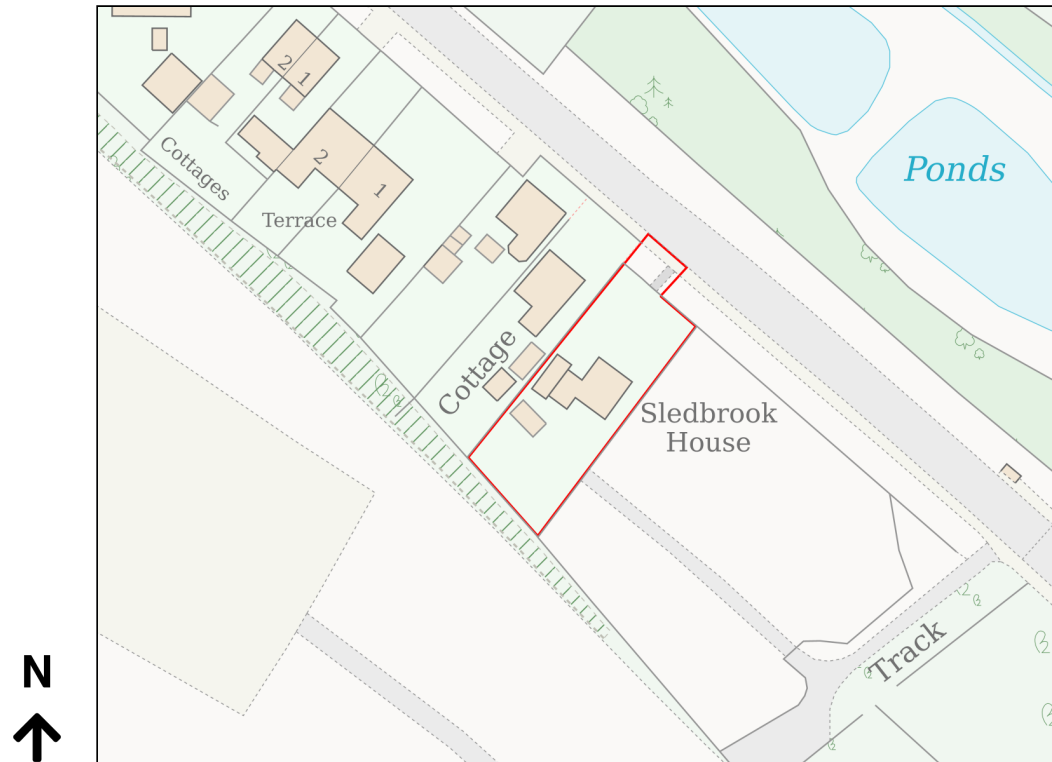 2
1
Cottages
2
1
Terrace
Ponds
Cottage
Sledbrook
House
Track
N